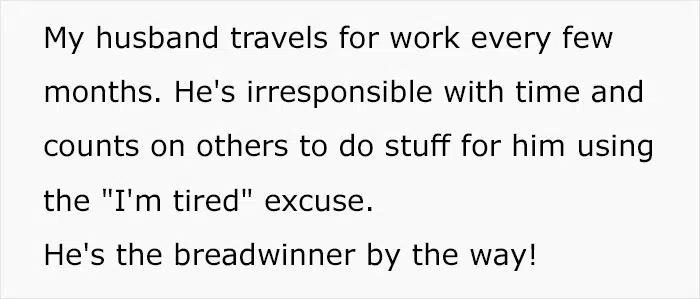 My husband travels for work every few
months. He's irresponsible with time and
counts on others to do stuff for him using
the "I'm tired" excuse.
He's the breadwinner by the way!